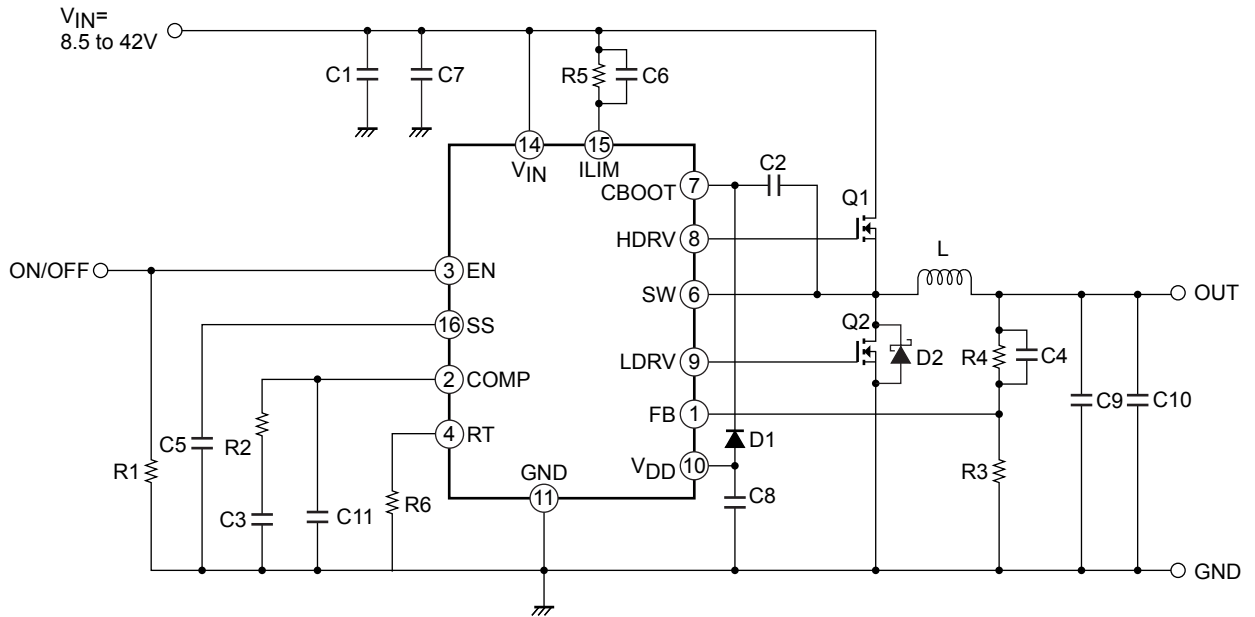 VIN=
8.5 to 42V
C1
C7
R5
C6
14
15
VIN
ILIM
C2
CBOOT
7
Q1
HDRV
8
L
ON/OFF
3
EN
SW
6
OUT
16
SS
Q2
LDRV
9
D2
R4
C4
2
COMP
FB
1
C9
C10
C5
R2
4
RT
D1
R1
GND
VDD
10
R3
C3
C11
R6
11
C8
GND